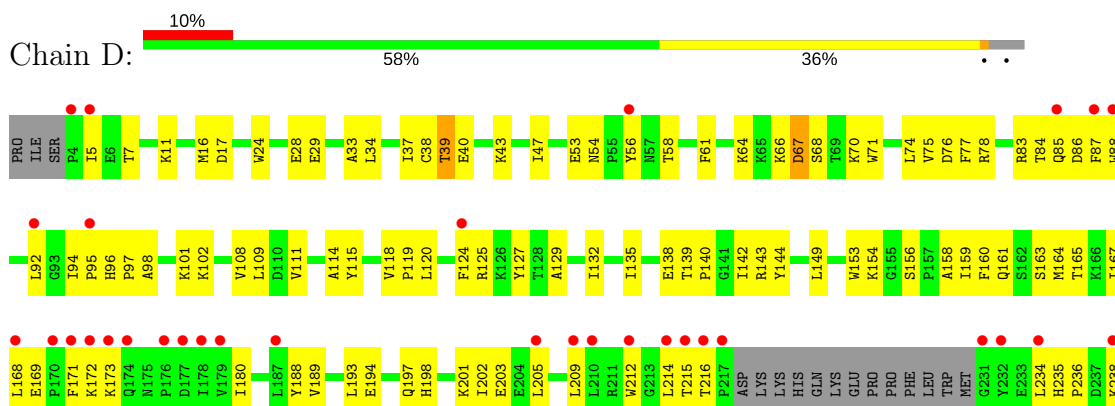 10%
Chain D:
58% 36% . .
PRO ILE SER P4 I5 E6 T7 K11 M16 D17 W24 E28 E29 A33 L34 I37 C38 T39 E40 K43 I47 E53 N54 P55 Y56 N57 T58 F61 K64 K65 K66 D67 S68 T69 K70 W71 L74 V75 D76 F77 R78 R83 T84 Q85 D86 F87 W88
L92 G93 I94 P95 H96 P97 A98 K101 K102 V108 L109 D110 V111 A114 Y115 V118 P119 L120 F124 R125 K126 Y127 T128 A129 I132 I135 E138 T139 P140 G141 I142 R143 Y144 L149 W153 K154 G155 S156 P157 A158 I159 F160 Q161 S162 S163 M164 T165 K166 I167
L168 E169 P170 F171 K172 K173 Q174 N175 P176 D177 I178 V179 I180 L187 Y188 V189 L193 E194 Q197 H198 K201 I202 E203 E204 L205 L209 L210 R211 W212 G213 L214 T215 T216 P217 ASP LYS LYS HIS GLN LYS GLU PRO PRO PHE LEU TRP MET G231 Y232 E233 L234 H235 P236 D237